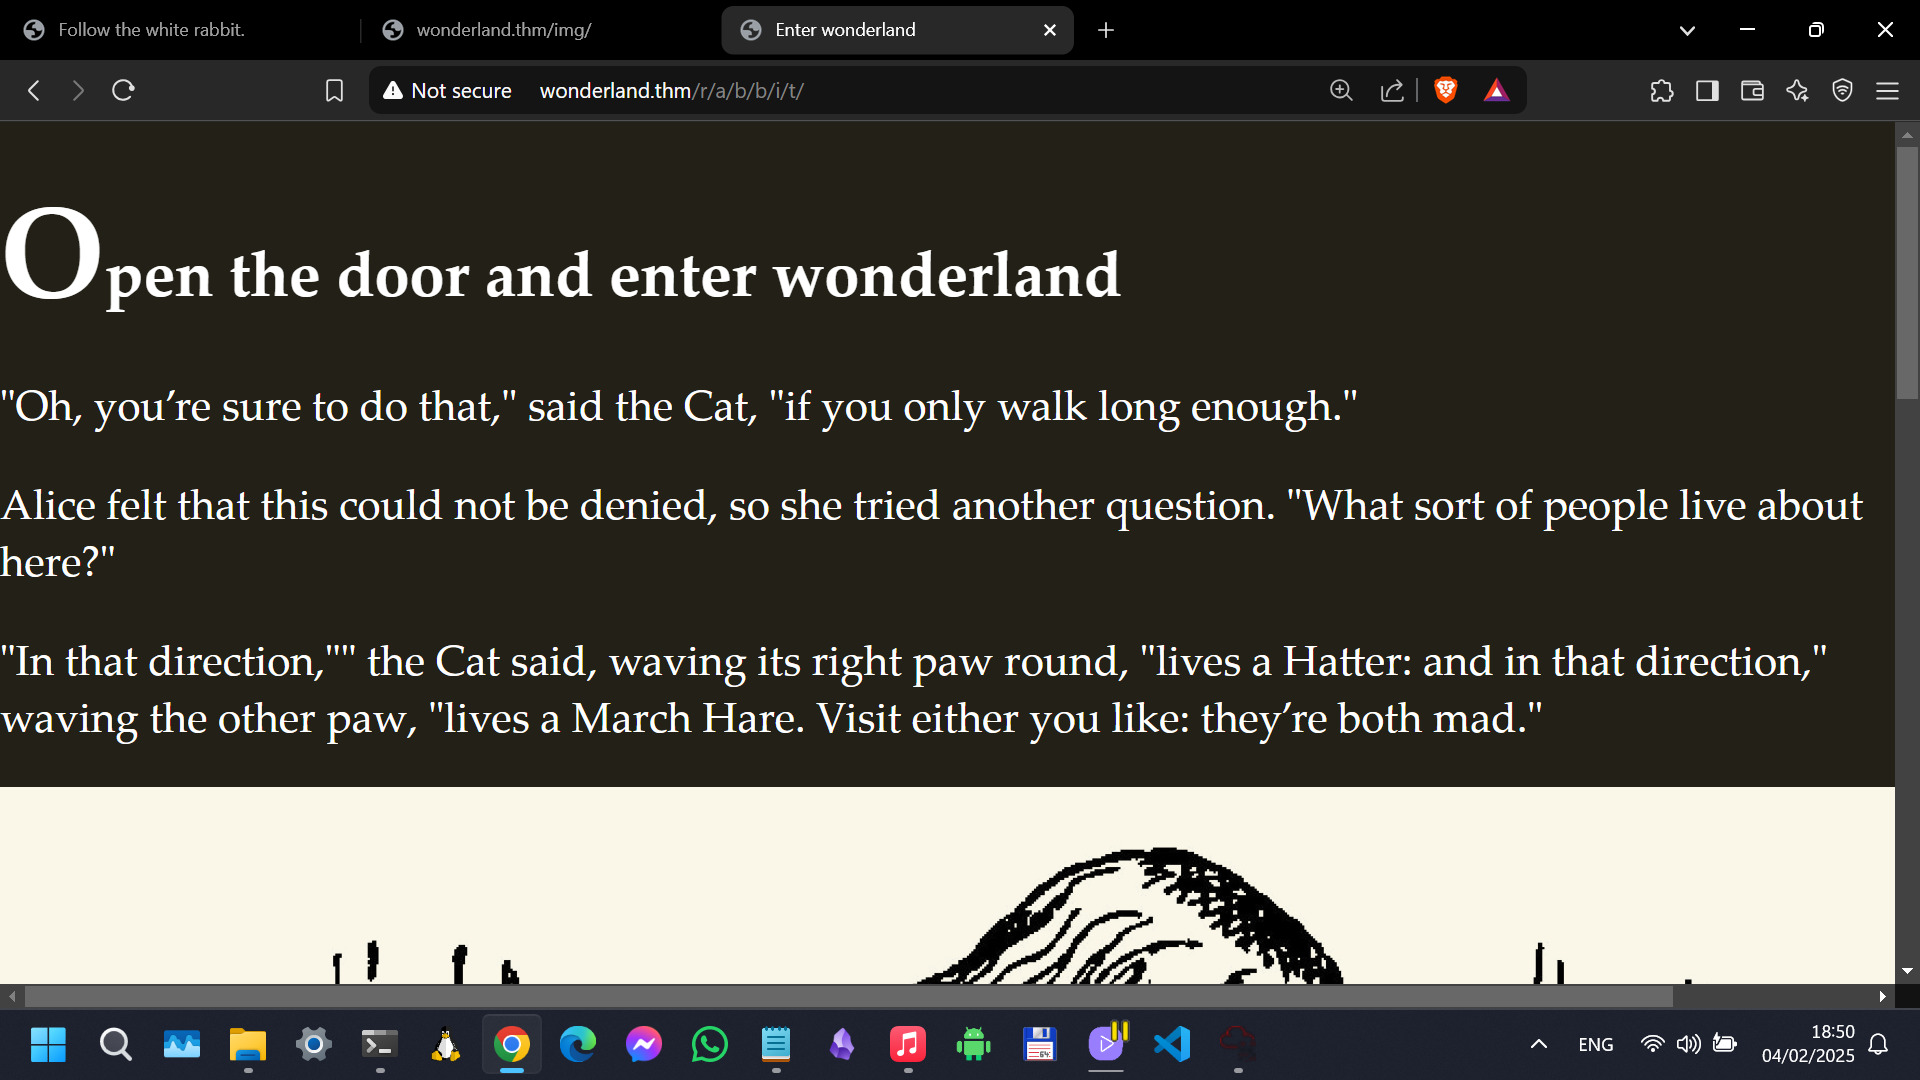 Follow the white rabbit.
wonderland.thm/img/
Enter wonderland
Not secure
wonderland.thm/r/a/b/b/i/t/
Open the door and enter wonderland
"Oh, you’re sure to do that," said the Cat, "if you only walk long enough."
Alice felt that this could not be denied, so she tried another question. "What sort of people live about
here?"
"In that direction,"" the Cat said, waving its right paw round, "lives a Hatter: and in that direction,"
waving the other paw, "lives a March Hare. Visit either you like: they’re both mad."
64
ENG
18:50
04/02/2025